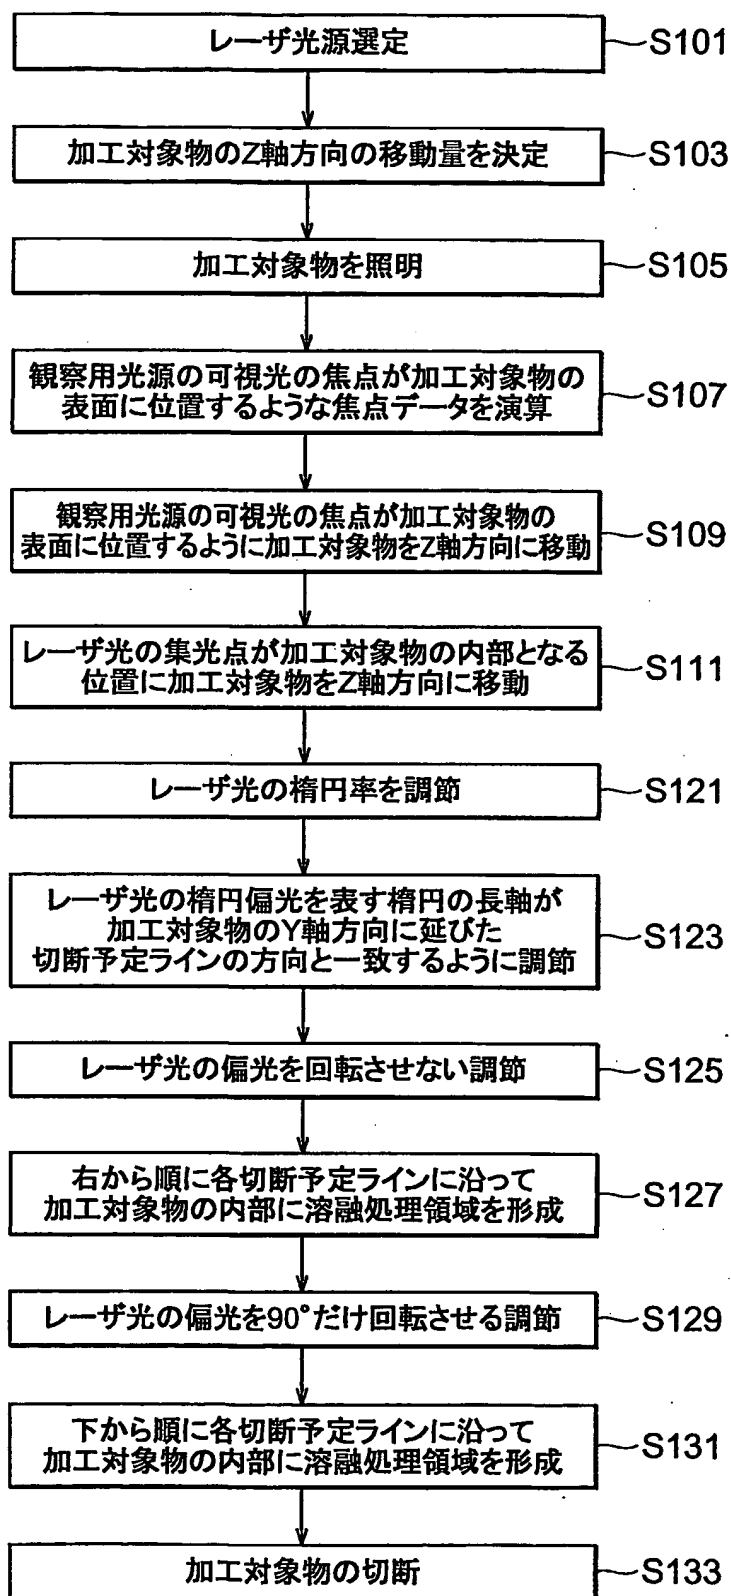 レーザ光源選定
S101
加工対象物のZ軸方向の移動量を決定
S103
加工対象物を照明
S105
観察用光源の可視光の焦点が加工対象物の
表面に位置するような焦点データを演算
S107
観察用光源の可視光の焦点が加工対象物の
表面に位置するように加工対象物をZ軸方向に移動
S109
レーザ光の集光点が加工対象物の内部となる
位置に加工対象物をZ軸方向に移動
S111
レーザ光の楕円率を調節
S121
レーザ光の楕円偏光を表す楕円の長軸が
加工対象物のY軸方向に延びた
切断予定ラインの方向と一致するように調節
S123
レーザ光の偏光を回転させない調節
S125
右から順に各切断予定ラインに沿って
加工対象物の内部に溶融処理領域を形成
S127
レーザ光の偏光を90°だけ回転させる調節
S129
下から順に各切断予定ラインに沿って
加工対象物の内部に溶融処理領域を形成
S131
加工対象物の切断
S133